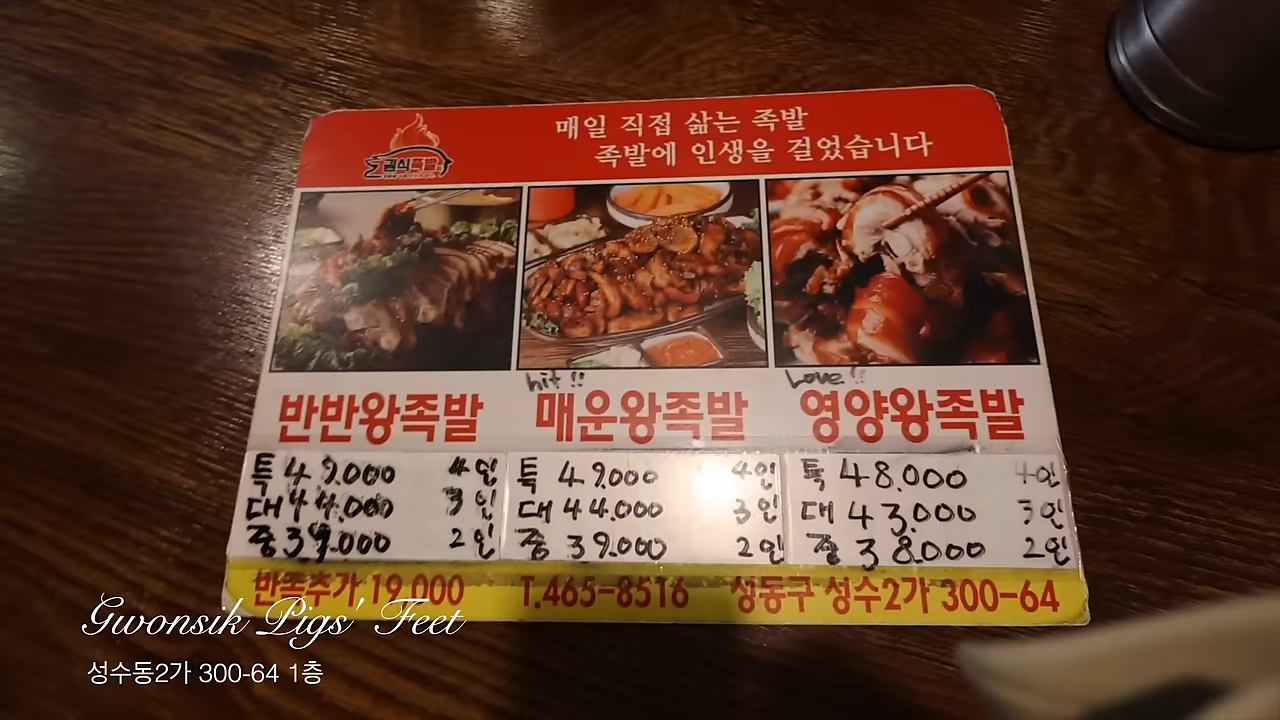 매일 직접 삶는 족발
족발에 인생을 걸었습니다
권식족발
hit !!
Love !!
반반왕족발 매운왕족발 영양왕족발
특 49.000 4인 특 49.000 4인 특 48.000 4인
대 44.000 3인 대 44.000 3인 대 43.000 3인
중 39.000 2인 중 39.000 2인 중 38.000 2인
반족추가 19,000 T.465-8516 성동구 성수2가 300-64
Gwonsik Pigs' Feet
성수동2가 300-64 1층